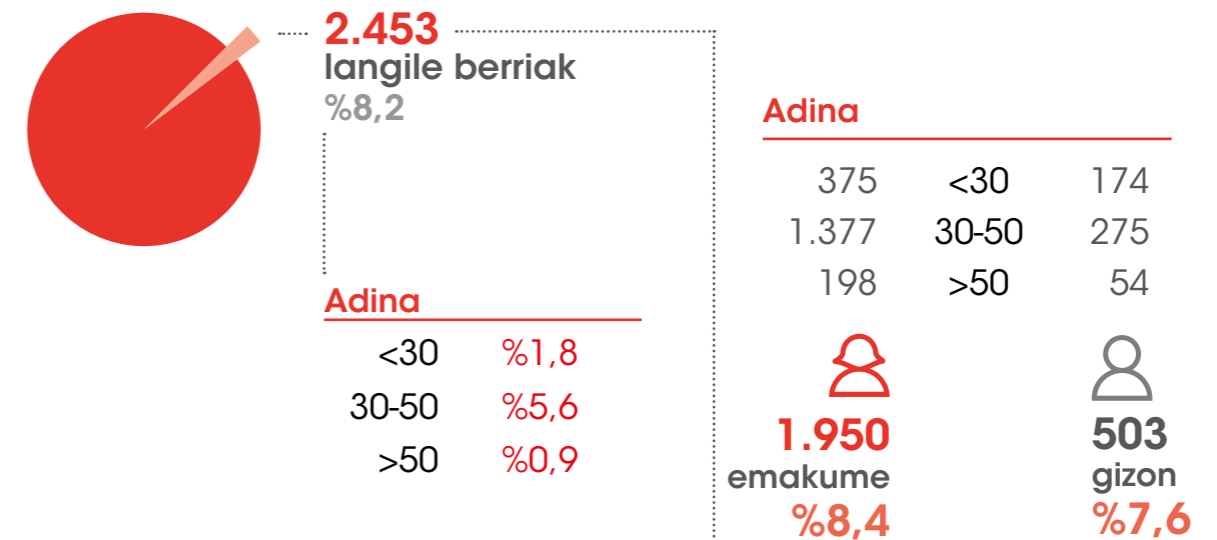 2.453
langile berriak
%8,2
Adina
<30 %1,8
30-50 %5,6
>50 %0,9
Adina
375 <30 174
1.377 30-50 275
198 >50 54
1.950 503
emakume gizon
%8,4 %7,6